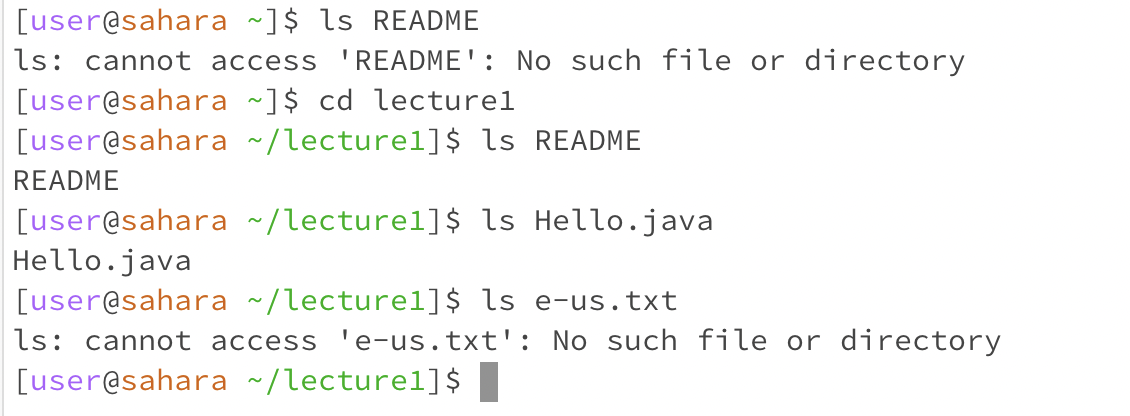 [user@sahara ~]$ ls README
ls: cannot access 'README': No such file or directory
[user@sahara ~]$ cd lecture1
[user@sahara ~/lecture1]$ ls README
README
[user@sahara ~/lecture1]$ ls Hello.java
Hello.java
[user@sahara ~/lecture1]$ ls e-us.txt
ls: cannot access 'e-us.txt': No such file or directory
[user@sahara ~/lecture1]$